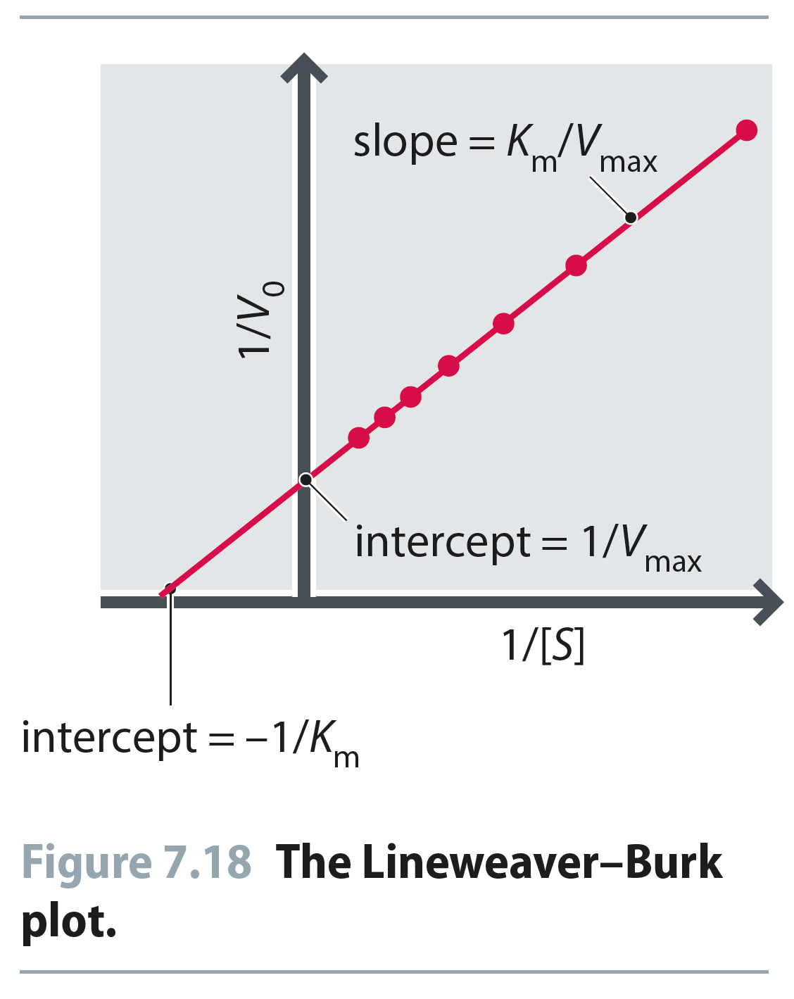 slope = Km/Vmax
1/V0
intercept = 1/Vmax
1/[S]
intercept = –1/Km
Figure 7.18 The Lineweaver–Burk
plot.